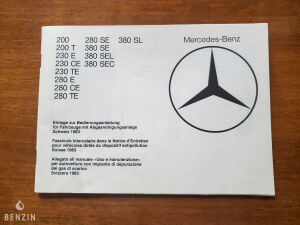 200 280 SE 380 SL
200 T 380 SE
230 E 380 SEL
230 CE 380 SEC
230 TE
280 E
280 CE
280 TE
Mercedes-Benz
Einlage zur Bedienungsanleitung
für Fahrzeuge mit Abgasreinigungsanlage
Schweiz 1983
Fascicule intercalaire dans la Notice d'Entretien
pour véhicules dotés du dispositif antipollution
Suisse 1983
Allegato al manuale «Uso e manutenzione»
per autovetture con impianto di depurazione
dei gas di scarico
Svizzera 1983
BENZIN